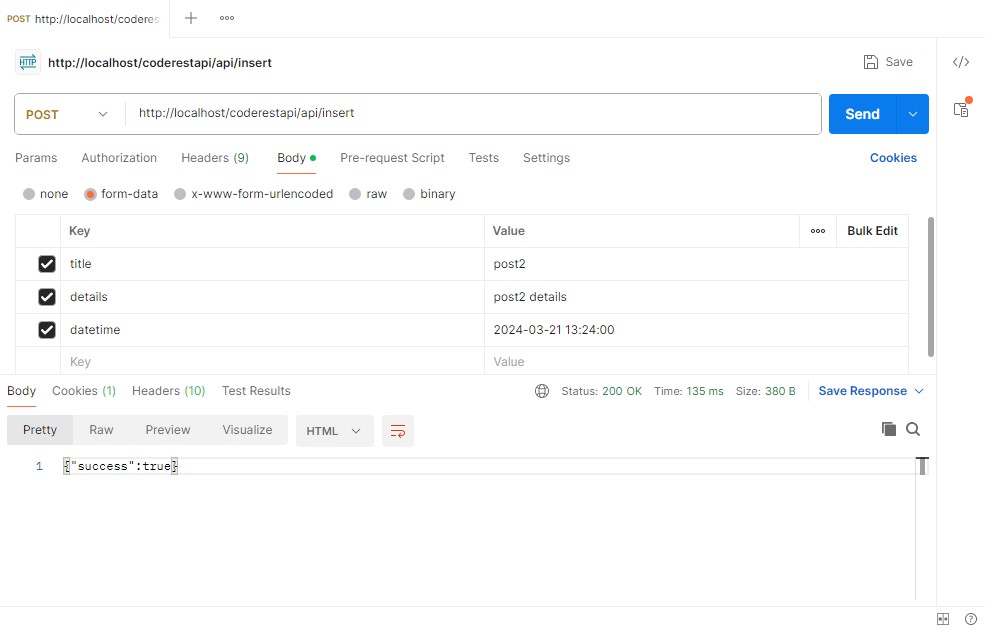 POST http://localhost/coderes
HTTP http://localhost/coderestapi/api/insert Save
POST http://localhost/coderestapi/api/insert Send
Params Authorization Headers (9) Body Pre-request Script Tests Settings Cookies
none form-data x-www-form-urlencoded raw binary
Key Value Bulk Edit
title post2
details post2 details
datetime 2024-03-21 13:24:00
Key Value
Body Cookies (1) Headers (10) Test Results Status: 200 OK Time: 135 ms Size: 380 B Save Response
Pretty Raw Preview Visualize HTML
1 {"success":true}